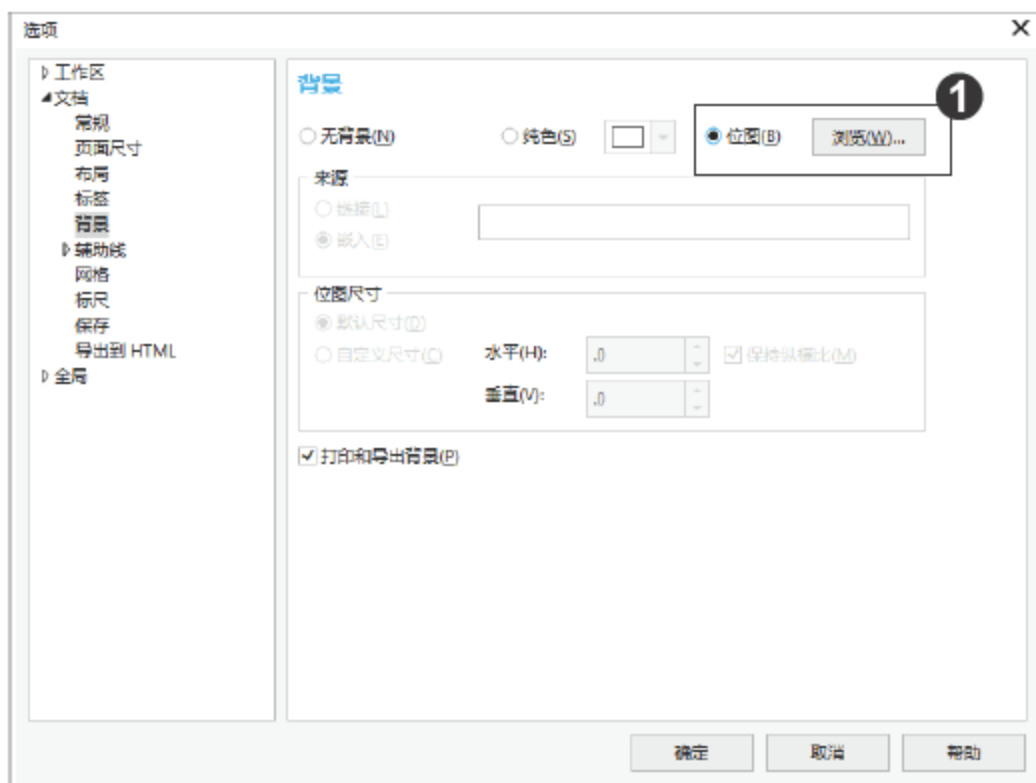 选项
工作区
文档
常规
页面尺寸
布局
标签
背景
辅助线
网格
标尺
保存
导出到 HTML
全局
背景
1
无背景(N) 纯色(S) 位图(B) 浏览(W)...
来源
链接(L)
嵌入(E)
位图尺寸
默认尺寸(D)
自定义尺寸(C) 水平(H): .0 保持纵横比(M)
垂直(V): .0
打印和导出背景(P)
确定 取消 帮助